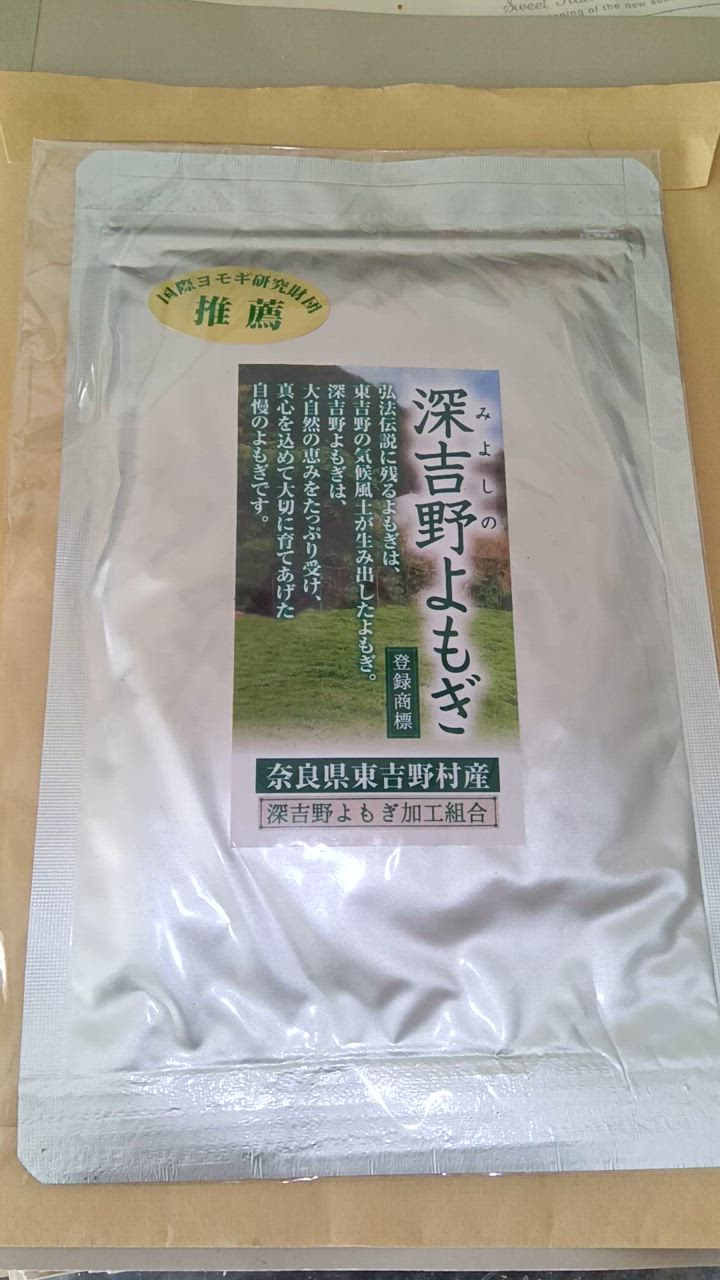 Sweet
of the new
国際ヨモギ研究財団
推薦
深吉野よもぎ
みよしの
弘法伝説に残るよもぎは、
東吉野の気候風土が生み出したよもぎ。
深吉野よもぎは、
大自然の恵みをたっぷり受け、
真心を込めて大切に育てあげた
自慢のよもぎです。
登録商標
奈良県東吉野村産
深吉野よもぎ加工組合